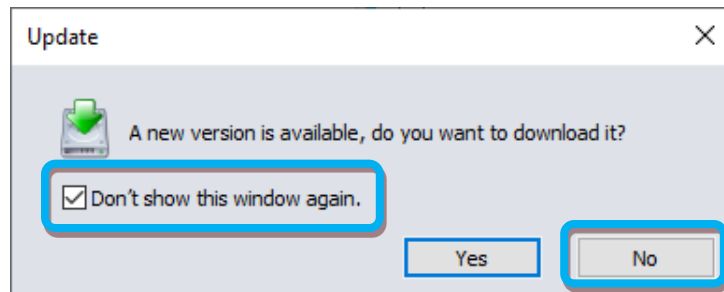 Update
A new version is available, do you want to download it?
Don't show this window again.
Yes
No